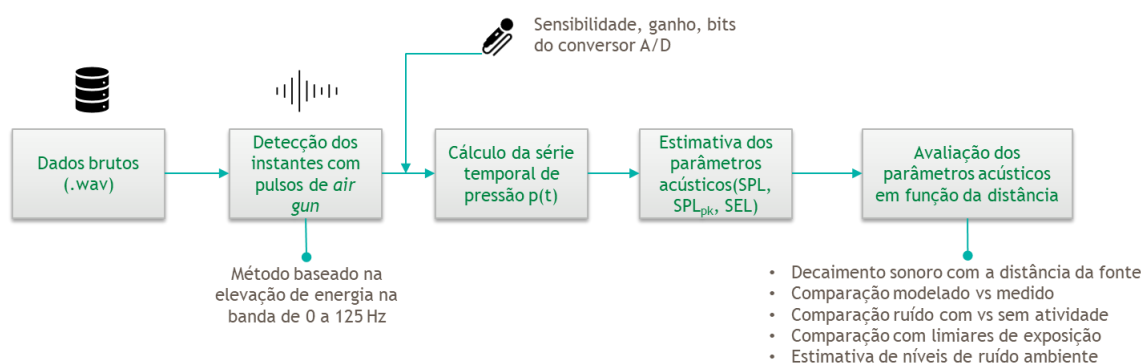 Sensibilidade, ganho, bits
do conversor A/D
Dados brutos
(.wav)
Detecção dos
instantes com
pulsos de air
gun
Cálculo da série
temporal de
pressão p(t)
Estimativa dos
parâmetros
acústicos(SPL,
SPLpk, SEL)
Avaliação dos
parâmetros acústicos
em função da distância
Método baseado na
elevação de energia na
banda de 0 a 125 Hz
• Decaimento sonoro com a distância da fonte
• Comparação modelado vs medido
• Comparação ruído com vs sem atividade
• Comparação com limiares de exposição
• Estimativa de níveis de ruído ambiente